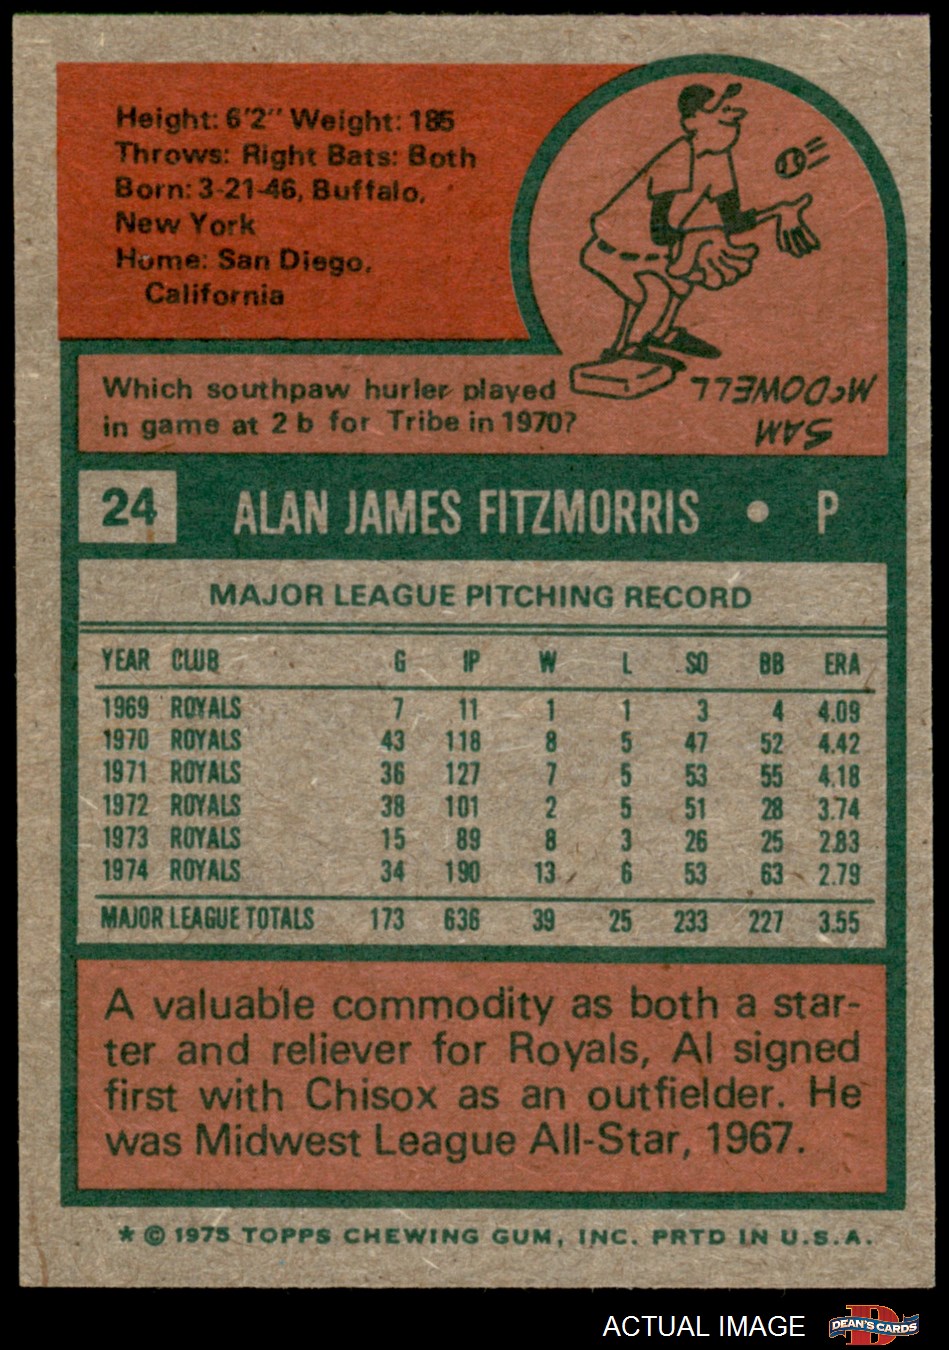 Height: 6'2" Weight: 185
Throws: Right Bats: Both
Born: 3-21-46, Buffalo,
New York
Home: San Diego,
California
Which southpaw hurler played
in game at 2 b for Tribe in 1970?
SAM
McDOWELL
24 ALAN JAMES FITZMORRIS • P
MAJOR LEAGUE PITCHING RECORD
YEAR CLUB G IP W L SO BB ERA
1969 ROYALS 7 11 1 1 3 4 4.09
1970 ROYALS 43 118 8 5 47 52 4.42
1971 ROYALS 36 127 7 5 53 55 4.18
1972 ROYALS 38 101 2 5 51 28 3.74
1973 ROYALS 15 89 8 3 26 25 2.83
1974 ROYALS 34 190 13 6 53 63 2.79
MAJOR LEAGUE TOTALS 173 636 39 25 233 227 3.55
A valuable commodity as both a star-
ter and reliever for Royals, Al signed
first with Chisox as an outfielder. He
was Midwest League All-Star, 1967.
* © 1975 TOPPS CHEWING GUM, INC. PRTD IN U.S.A.
ACTUAL IMAGE
DEAN'S CARDS